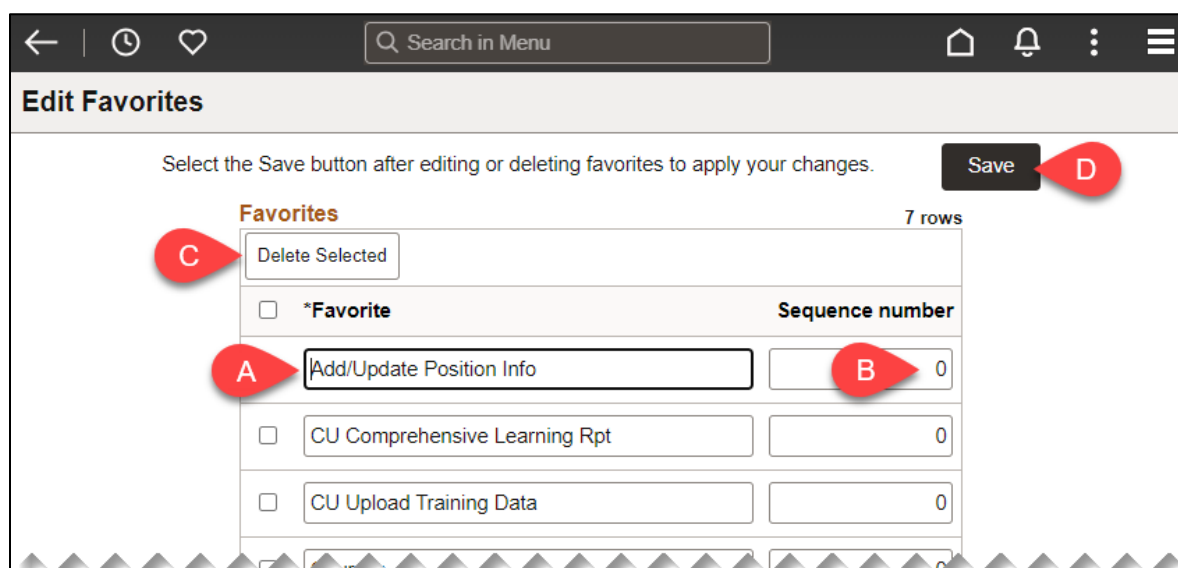 Search in Menu
Edit Favorites
Select the Save button after editing or deleting favorites to apply your changes.
Save
D
Favorites
7 rows
C
Delete Selected
*Favorite
Sequence number
A
Add/Update Position Info
B
0
CU Comprehensive Learning Rpt
0
CU Upload Training Data
0